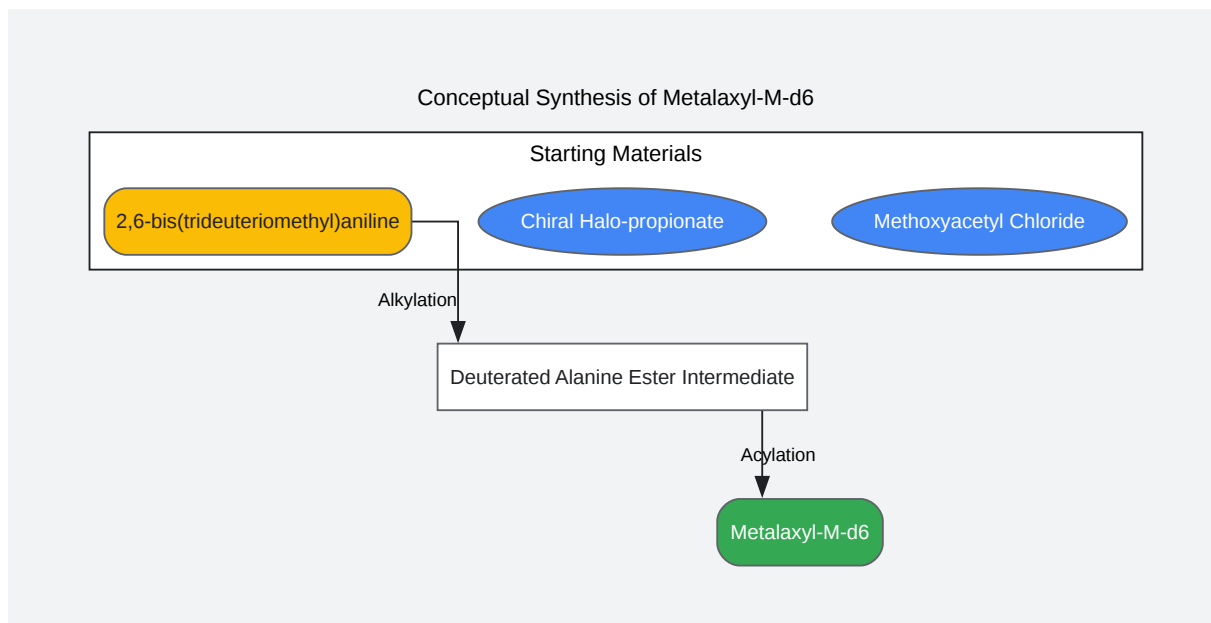 Conceptual Synthesis of Metalaxyl-M-d6
Starting Materials
2,6-bis(trideuteriomethyl)aniline
Chiral Halo-propionate
Methoxyacetyl Chloride
Alkylation
Deuterated Alanine Ester Intermediate
Acylation
Metalaxyl-M-d6